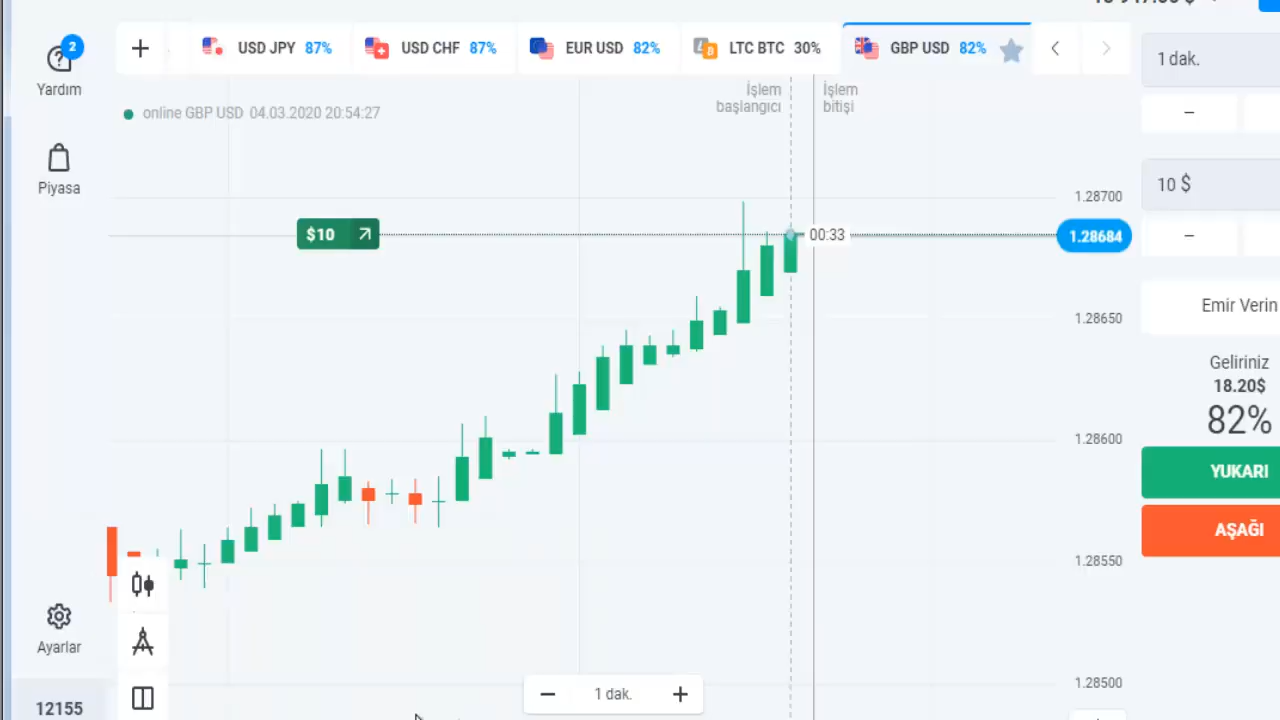 2
Yardım
Piyasa
Ayarlar
12155
+
USD JPY 87%
USD CHF 87%
EUR USD 82%
LTC BTC 30%
GBP USD 82%
online GBP USD 04.03.2020 20:54:27
İşlem
başlangıcı
İşlem
bitişi
$10
00:33
1.28700
1.28684
1.28650
1.28600
1.28550
1.28500
− 1 dak. +
1 dak.
−
10 $
−
Emir Verin
Geliriniz
18.20$
82%
YUKARI
AŞAĞI